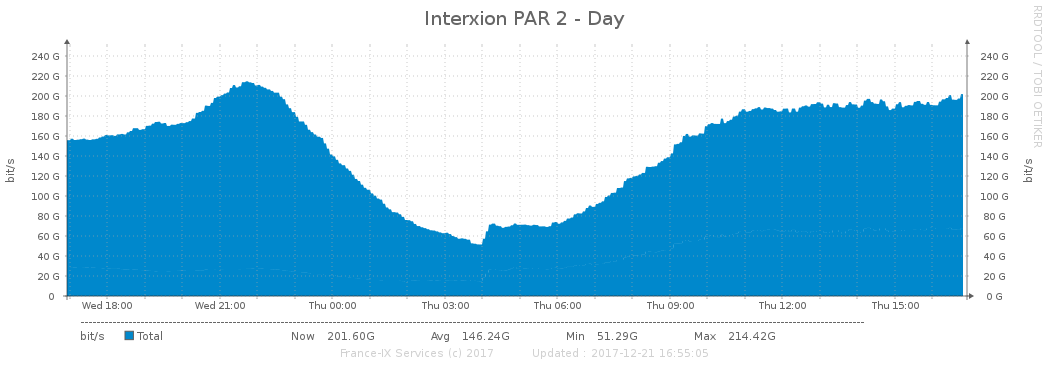 Interxion PAR 2 - Day
RRDTOOL / TOBI OETIKER
240 G 240 G
220 G 220 G
200 G 200 G
180 G 180 G
160 G 160 G
140 G 140 G
120 G 120 G
100 G 100 G
80 G 80 G
60 G 60 G
40 G 40 G
20 G 20 G
0 0 G
bit/s
bit/s
Wed 18:00 Wed 21:00 Thu 00:00 Thu 03:00 Thu 06:00 Thu 09:00 Thu 12:00 Thu 15:00
bit/s Total Now 201.60G Avg 146.24G Min 51.29G Max 214.42G
France-IX Services (c) 2017 Updated : 2017-12-21 16:55:05